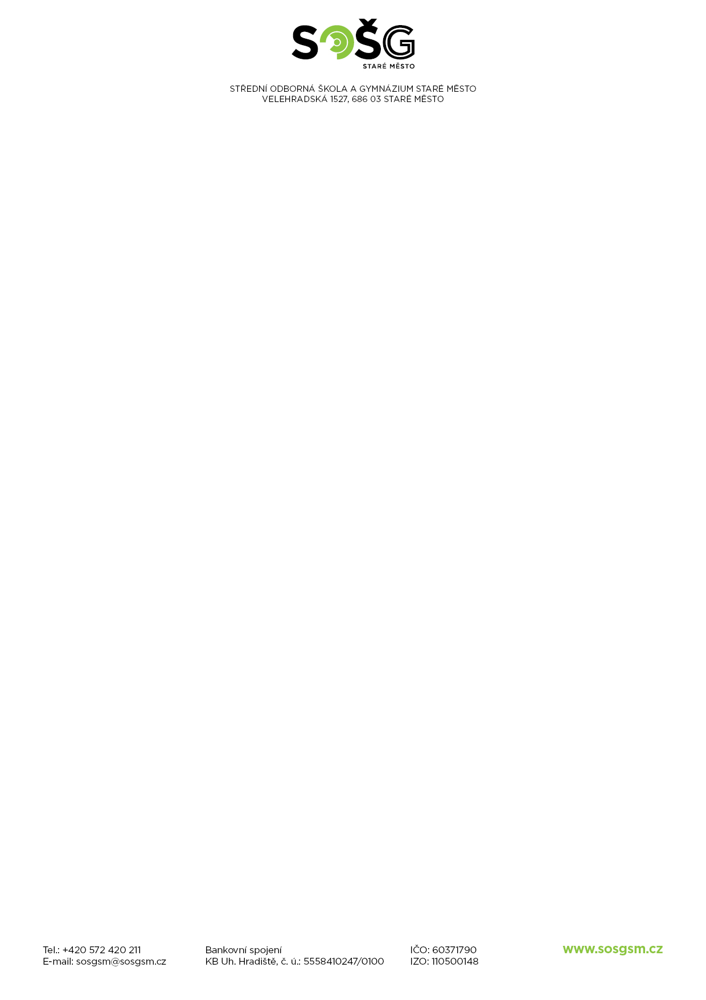 SOŠG
STARÉ MĚSTO
STŘEDNÍ ODBORNÁ ŠKOLA A GYMNÁZIUM STARÉ MĚSTO
VELEHRADSKÁ 1527, 686 03 STARÉ MĚSTO
Tel.: +420 572 420 211
E-mail: sosgsm@sosgsm.cz
Bankovní spojení
KB Uh. Hradiště, č. ú.: 5558410247/0100
IČO: 60371790
IZO: 110500148
www.sosgsm.cz